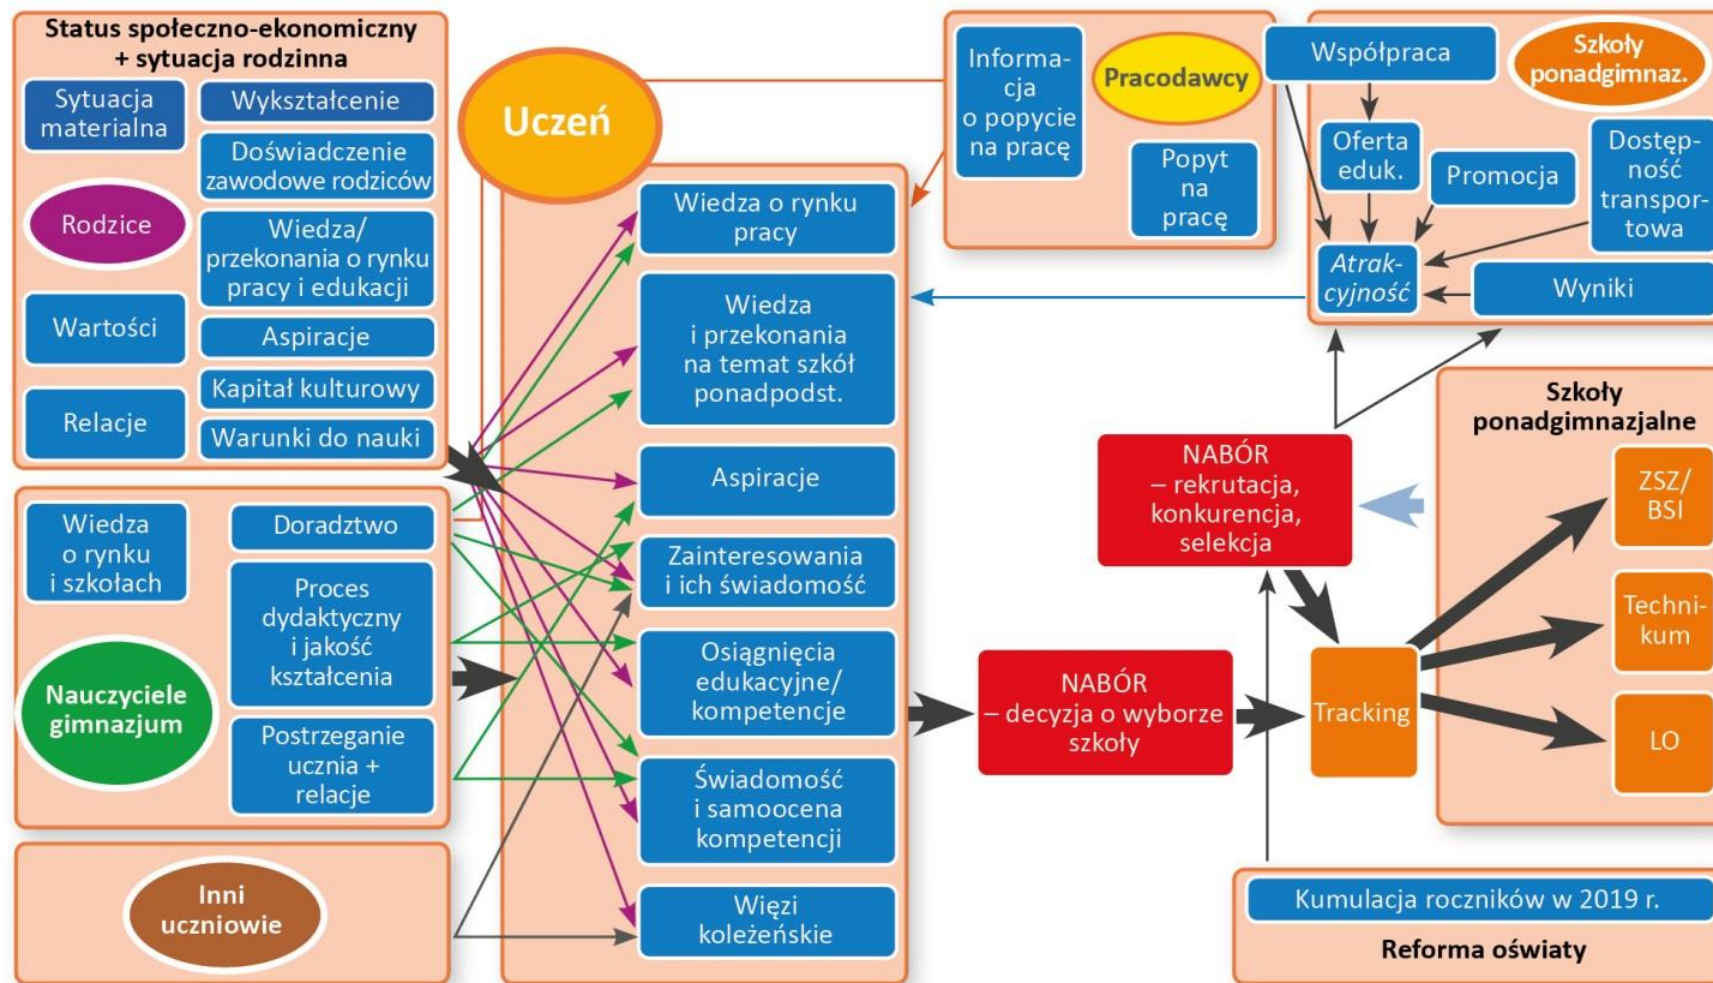 Status społeczno-ekonomiczny
+ sytuacja rodzinna
Sytuacja
materialna
Wykształcenie
Doświadczenie
zawodowe rodziców
Rodzice
Wiedza/
przekonania o rynku
pracy i edukacji
Wartości
Aspiracje
Relacje
Kapitał kulturowy
Warunki do nauki
Wiedza
o rynku
i szkołach
Doradztwo
Proces
dydaktyczny
i jakość
kształcenia
Nauczyciele
gimnazjum
Postrzeganie
ucznia +
relacje
Inni
uczniowie
Uczeń
Wiedza o rynku
pracy
Wiedza
i przekonania
na temat szkół
ponadpodst.
Aspiracje
Zainteresowania
i ich świadomość
Osiągnięcia
edukacyjne/
kompetencje
Świadomość
i samoocena
kompetencji
Więzi
koleżeńskie
Informa-
cja
o popycie
na pracę
Pracodawcy
Popyt
na
pracę
Współpraca
Szkoły
ponadgimnaz.
Oferta
eduk.
Promocja
Dostęp-
ność
transpor-
towa
Atrak-
cyjność
Wyniki
NABÓR
– rekrutacja,
konkurencja,
selekcja
NABÓR
– decyzja o wyborze
szkoły
Tracking
Szkoły
ponadgimnazjalne
ZSZ/
BSI
Techni-
kum
LO
Kumulacja roczników w 2019 r.
Reforma oświaty